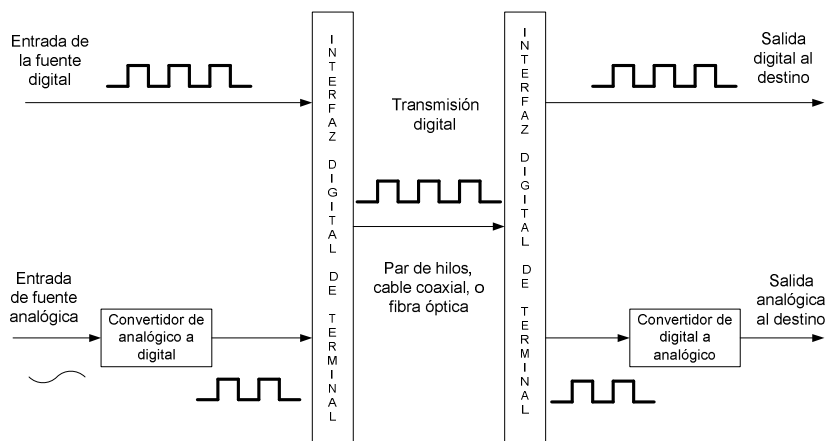 Entrada de
la fuente
digital
INTERFAZ DIGITAL DE TERMINAL
Transmisión
digital
INTERFAZ DIGITAL DE TERMINAL
Salida
digital al
destino
Entrada
de fuente
analógica
Convertidor de
analógico a
digital
Par de hilos,
cable coaxial, o
fibra óptica
Convertidor de
digital a
analógico
Salida
analógica
al destino